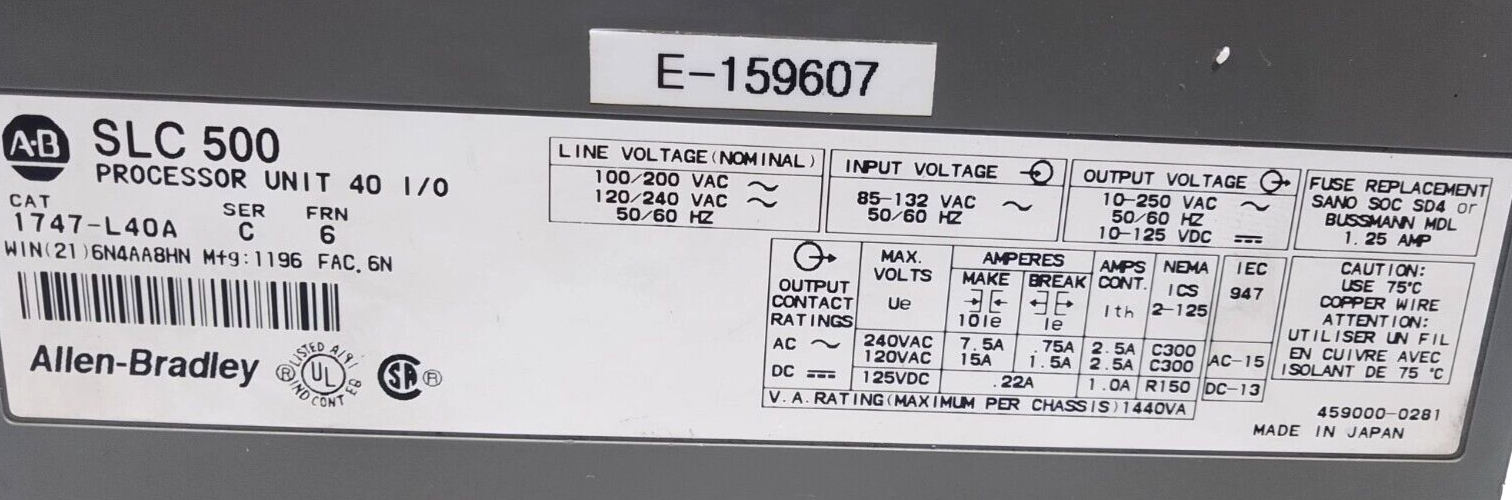 E-159607
A-B
SLC 500
PROCESSOR UNIT 40 I/O
CAT SER FRN
1747-L40A C 6
WIN(21)6N4AA8HN M+g:1196 FAC. 6N
Allen-Bradley
® LISTED A191 UL IND CONT EQ
SA ®
LINE VOLTAGE(NOMINAL)
100/200 VAC ~
120/240 VAC ~
50/60 HZ
INPUT VOLTAGE
85-132 VAC ~
50/60 HZ
OUTPUT VOLTAGE
10-250 VAC ~
50/60 HZ
10-125 VDC
FUSE REPLACEMENT
SANO SOC SD4 or
BUSSMANN MDL
1.25 AMP
OUTPUT
CONTACT
RATINGS
MAX.
VOLTS
Ue
AMPERES
MAKE BREAK
10Ie Ie
AMPS
CONT.
Ith
NEMA
ICS
2-125
IEC
947
AC ~ 240VAC 7.5A .75A 2.5A C300 AC-15
120VAC 15A 1.5A 2.5A C300
DC 125VDC .22A 1.0A R150 DC-13
V.A.RATING(MAXIMUM PER CHASSIS)1440VA
CAUTION:
USE 75°C
COPPER WIRE
ATTENTION:
UTILISER UN FIL
EN CUIVRE AVEC
ISOLANT DE 75 °C
459000-0281
MADE IN JAPAN